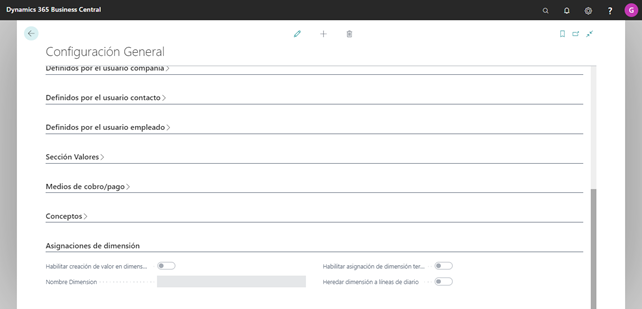 Dynamics 365 Business Central
?
G
Configuración General
Definidos por el usuario compañía
Definidos por el usuario contacto
Definidos por el usuario empleado
Sección Valores
Medios de cobro/pago
Conceptos
Asignaciones de dimensión
Habilitar creación de valor en dimens...
Habilitar asignación de dimensión ter...
Nombre Dimension
Heredar dimensión a líneas de diario